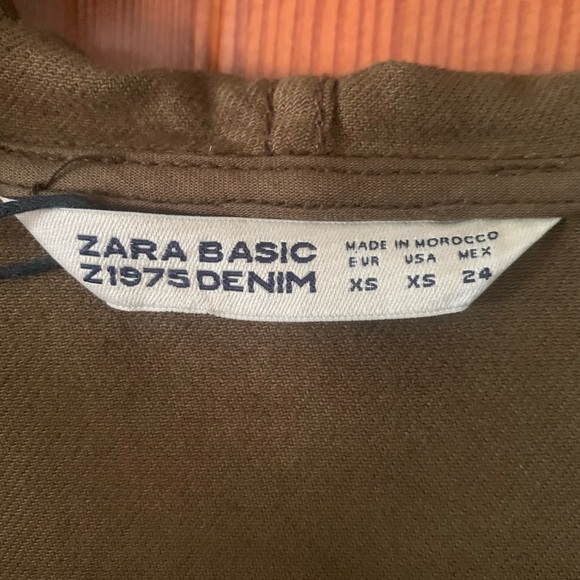 ZARA BASIC
Z1975 DENIM
MADE IN MOROCCO
EUR USA MEX
XS XS 24